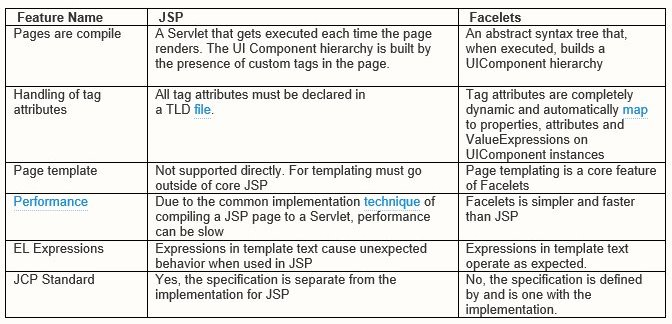 Feature Name JSP Facelets
Pages are compile
A Servlet that gets executed each time the page
renders. The UI Component hierarchy is built by
the presence of custom tags in the page.
An abstract syntax tree that,
when executed, builds a
UIComponent hierarchy
Handling of tag
attributes
All tag attributes must be declared in
a TLD file.
Tag attributes are completely
dynamic and automatically map
to properties, attributes and
ValueExpressions on
UIComponent instances
Page template
Not supported directly. For templating must go
outside of core JSP
Page templating is a core feature
of Facelets
Performance
Due to the common implementation technique of
compiling a JSP page to a Servlet, performance
can be slow
Facelets is simpler and faster
than JSP
EL Expressions
Expressions in template text cause unexpected
behavior when used in JSP
Expressions in template text
operate as expected.
JCP Standard
Yes, the specification is separate from the
implementation for JSP
No, the specification is defined
by and is one with the
implementation.